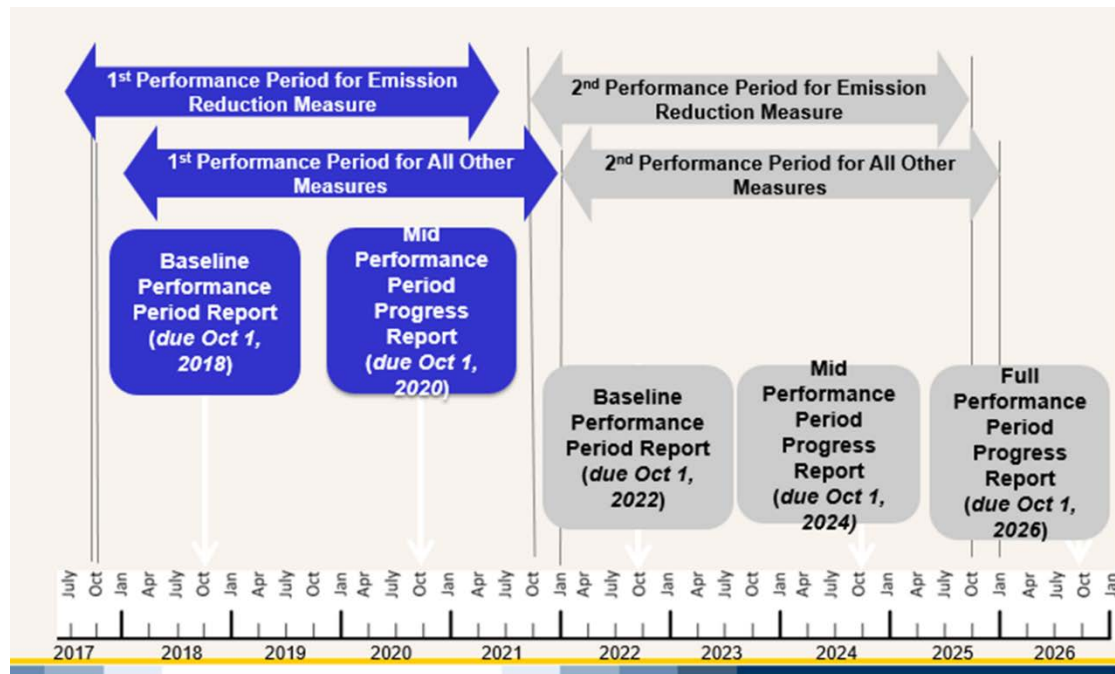 1st Performance Period for Emission
Reduction Measure
2nd Performance Period for Emission
Reduction Measure
1st Performance Period for All Other
Measures
2nd Performance Period for All Other
Measures
Baseline
Performance
Period Report
(due Oct 1,
2018)
Mid
Performance
Period
Progress
Report
(due Oct 1,
2020)
Baseline
Performance
Period Report
(due Oct 1,
2022)
Mid
Performance
Period
Progress
Report
(due Oct 1,
2024)
Full
Performance
Period
Progress
Report
(due Oct 1,
2026)
July Oct Jan Apr July Oct Jan Apr July Oct Jan Apr July Oct Jan Apr July Oct Jan Apr July Oct Jan Apr July Oct Jan Apr July Oct Jan Apr July Oct Jan Apr July Oct Jan
2017 2018 2019 2020 2021 2022 2023 2024 2025 2026